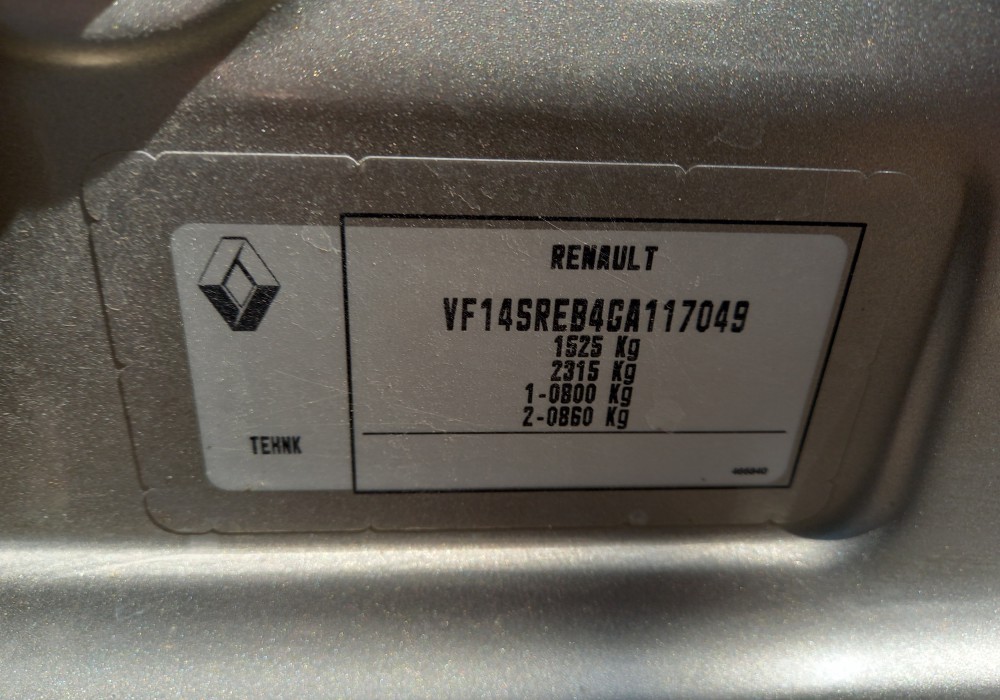 RENAULT
VF14SREB4GA117049
1525 Kg
2315 Kg
1-0800 Kg
2-0860 Kg
TEHNK